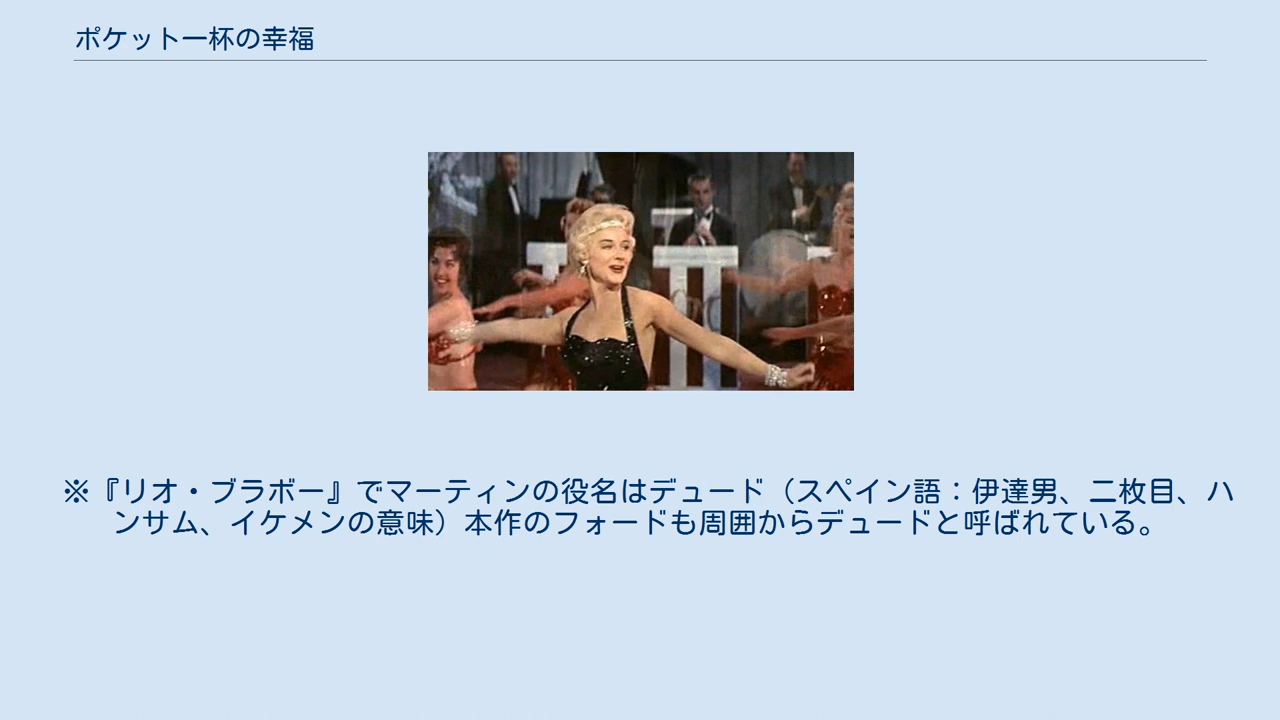 ポケット一杯の幸福
※『リオ・ブラボー』でマーティンの役名はデュード（スペイン語：伊達男、二枚目、ハ
ンサム、イケメンの意味）本作のフォードも周囲からデュードと呼ばれている。